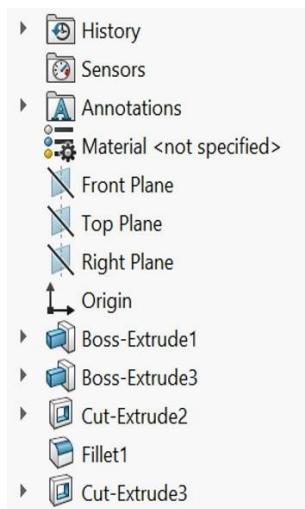 History
Sensors
Annotations
Material <not specified>
Front Plane
Top Plane
Right Plane
Origin
Boss-Extrude1
Boss-Extrude3
Cut-Extrude2
Fillet1
Cut-Extrude3